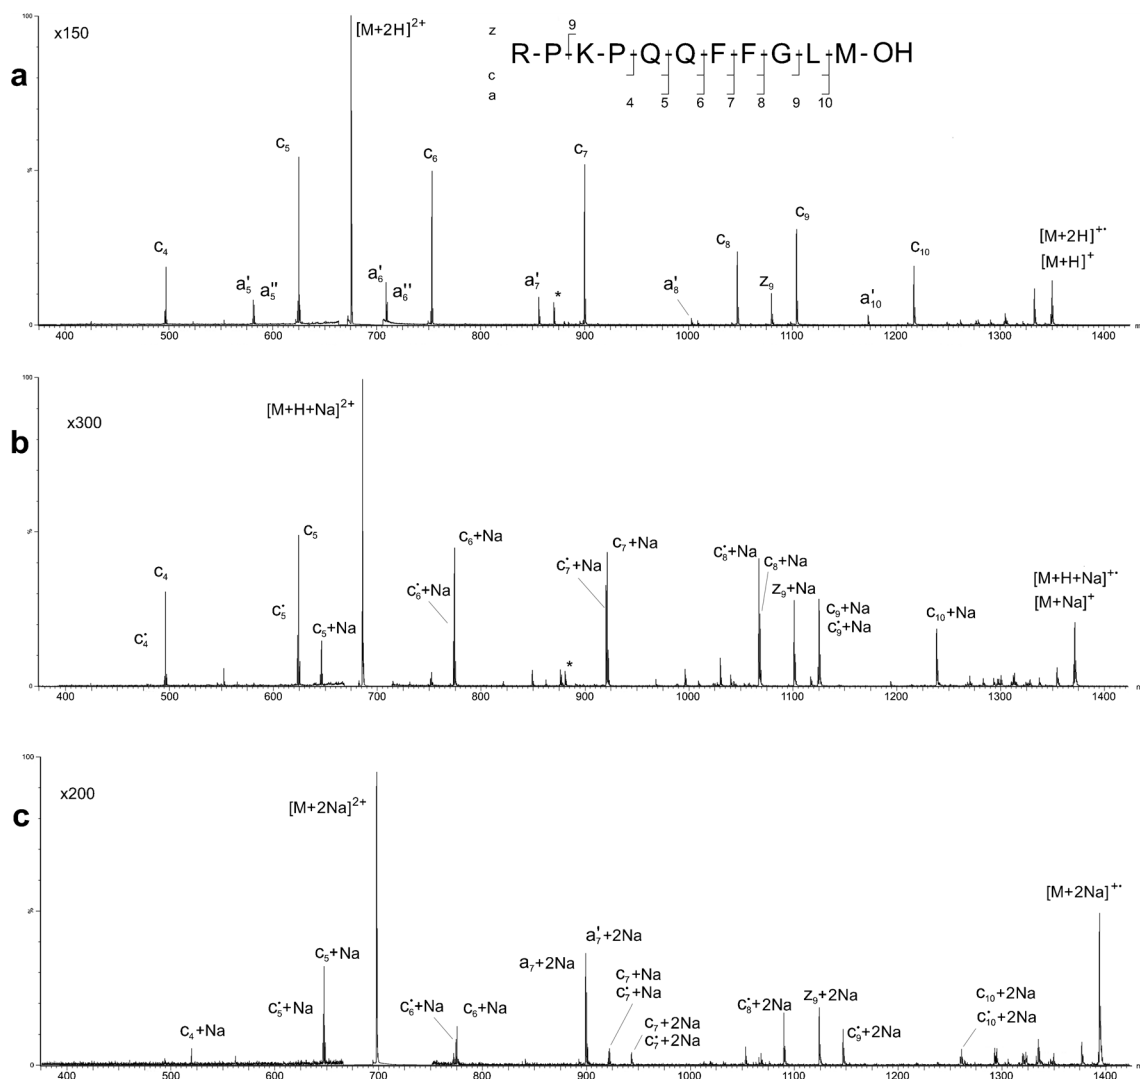 a
x150
[M+2H]2+
z 9
R-P-K-P-Q-Q-F-F-G-L-M-OH
c
a 4 5 6 7 8 9 10
100
%
0
c4
a'5
a''5
c5
a'6
a''6
c6
a'7
*
c7
a'8
c8
z9
c9
a'10
c10
[M+2H]+•
[M+H]+
400 500 600 700 800 900 1000 1100 1200 1300 1400
b
x300
[M+H+Na]2+
100
%
0
c4
c•4
c5
c•5
c5+Na
c6+Na
c•6+Na
*
c7+Na
c•7+Na
c•8+Na
c8+Na
z9+Na
c9+Na
c•9+Na
c10+Na
[M+H+Na]+•
[M+Na]+
400 500 600 700 800 900 1000 1100 1200 1300 1400
c
x200
[M+2Na]2+
100
%
0
c4+Na
c5+Na
c•5+Na
c•6+Na
c6+Na
a7+2Na
a'7+2Na
c7+Na
c•7+Na
c7+2Na
c•7+2Na
c•8+2Na
z9+2Na
c•9+2Na
c10+2Na
c•10+2Na
[M+2Na]+•
400 500 600 700 800 900 1000 1100 1200 1300 1400